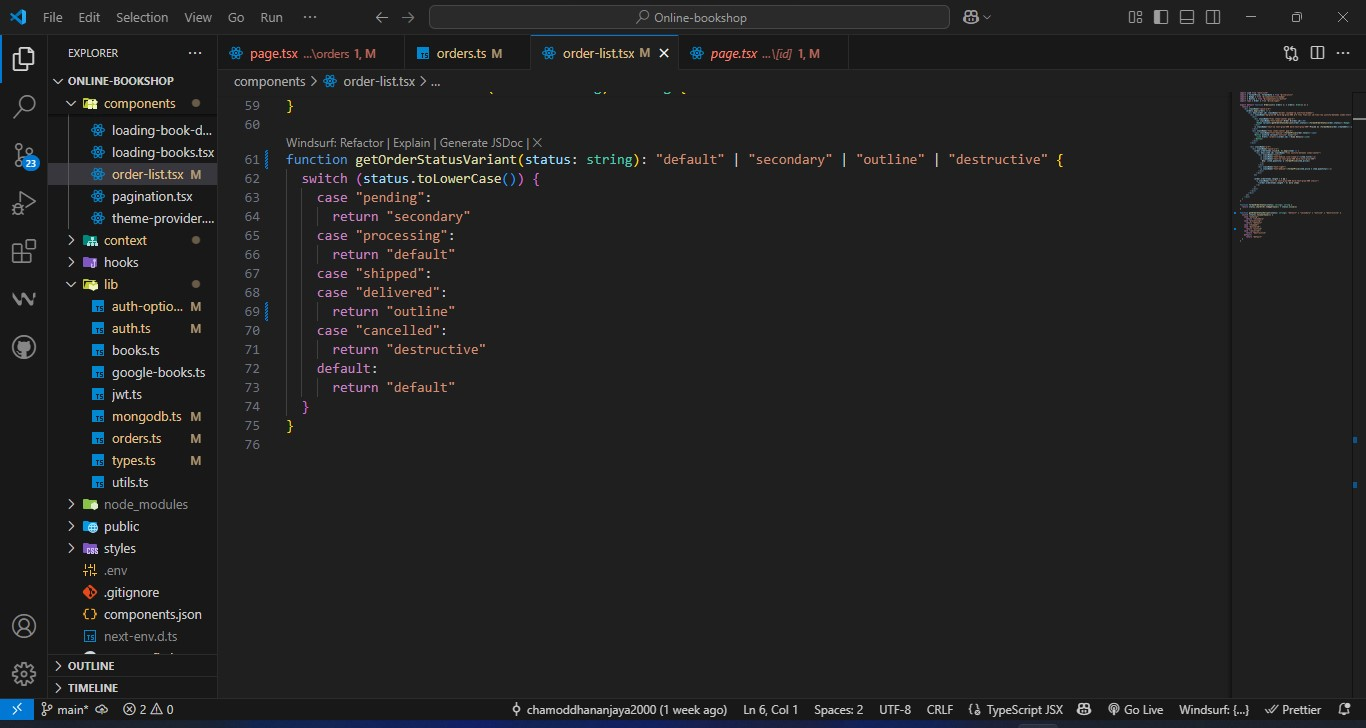 File Edit Selection View Go Run ··· Online-bookshop
EXPLORER ···
page.tsx ...\orders 1, M
orders.ts M
order-list.tsx M
page.tsx ...\[id] 1, M
ONLINE-BOOKSHOP
components
loading-book-d...
loading-books.tsx
order-list.tsx M
pagination.tsx
theme-provider....
context
hooks
lib
auth-optio... M
auth.ts M
books.ts
google-books.ts
jwt.ts
mongodb.ts M
orders.ts M
types.ts M
utils.ts
node_modules
public
styles
.env
.gitignore
components.json
next-env.d.ts
OUTLINE
TIMELINE
23
components > order-list.tsx > ...
59 }
60
Windsurf: Refactor | Explain | Generate JSDoc | X
61 function getOrderStatusVariant(status: string): "default" | "secondary" | "outline" | "destructive" {
62 switch (status.toLowerCase()) {
63 case "pending":
64 return "secondary"
65 case "processing":
66 return "default"
67 case "shipped":
68 case "delivered":
69 return "outline"
70 case "cancelled":
71 return "destructive"
72 default:
73 return "default"
74 }
75 }
76
main* 2 0 chamoddhananjaya2000 (1 week ago) Ln 6, Col 1 Spaces: 2 UTF-8 CRLF {} TypeScript JSX Go Live Windsurf: {...} Prettier